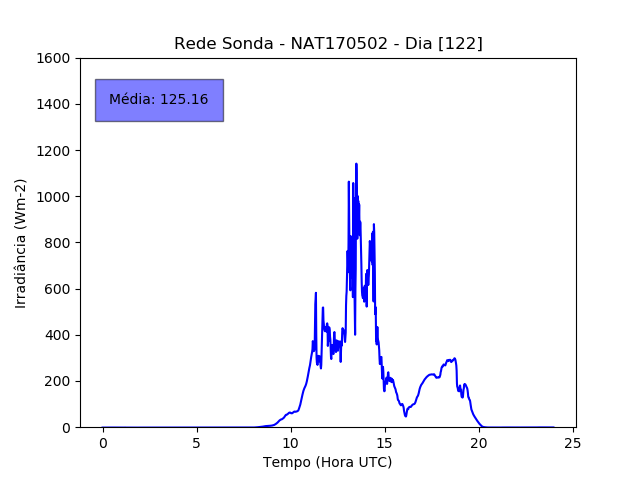 Rede Sonda - NAT170502 - Dia [122]
1600
1400
1200
1000
800
600
400
200
0
Média: 125.16
Irradiância (Wm-2)
0 5 10 15 20 25
Tempo (Hora UTC)